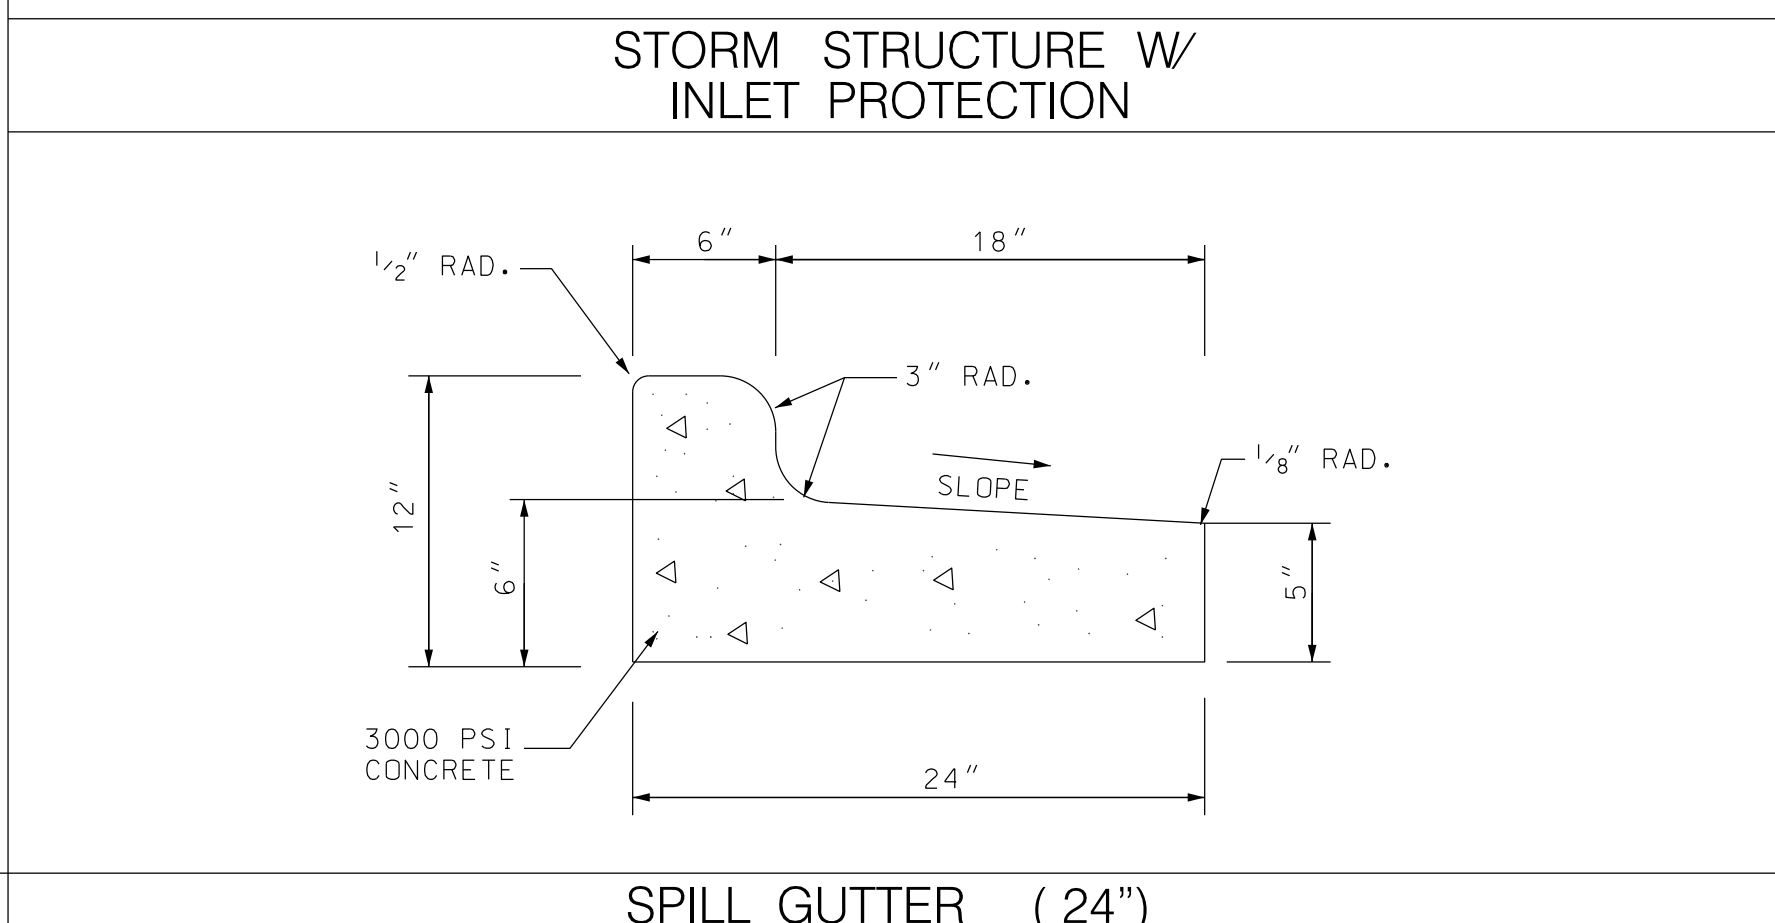 STORM STRUCTURE W/
INLET PROTECTION
6"
18"
1/2" RAD.
3" RAD.
1/8" RAD.
SLOPE
12"
6"
5"
3000 PSI
CONCRETE
24"
SPILL GUTTER (24")